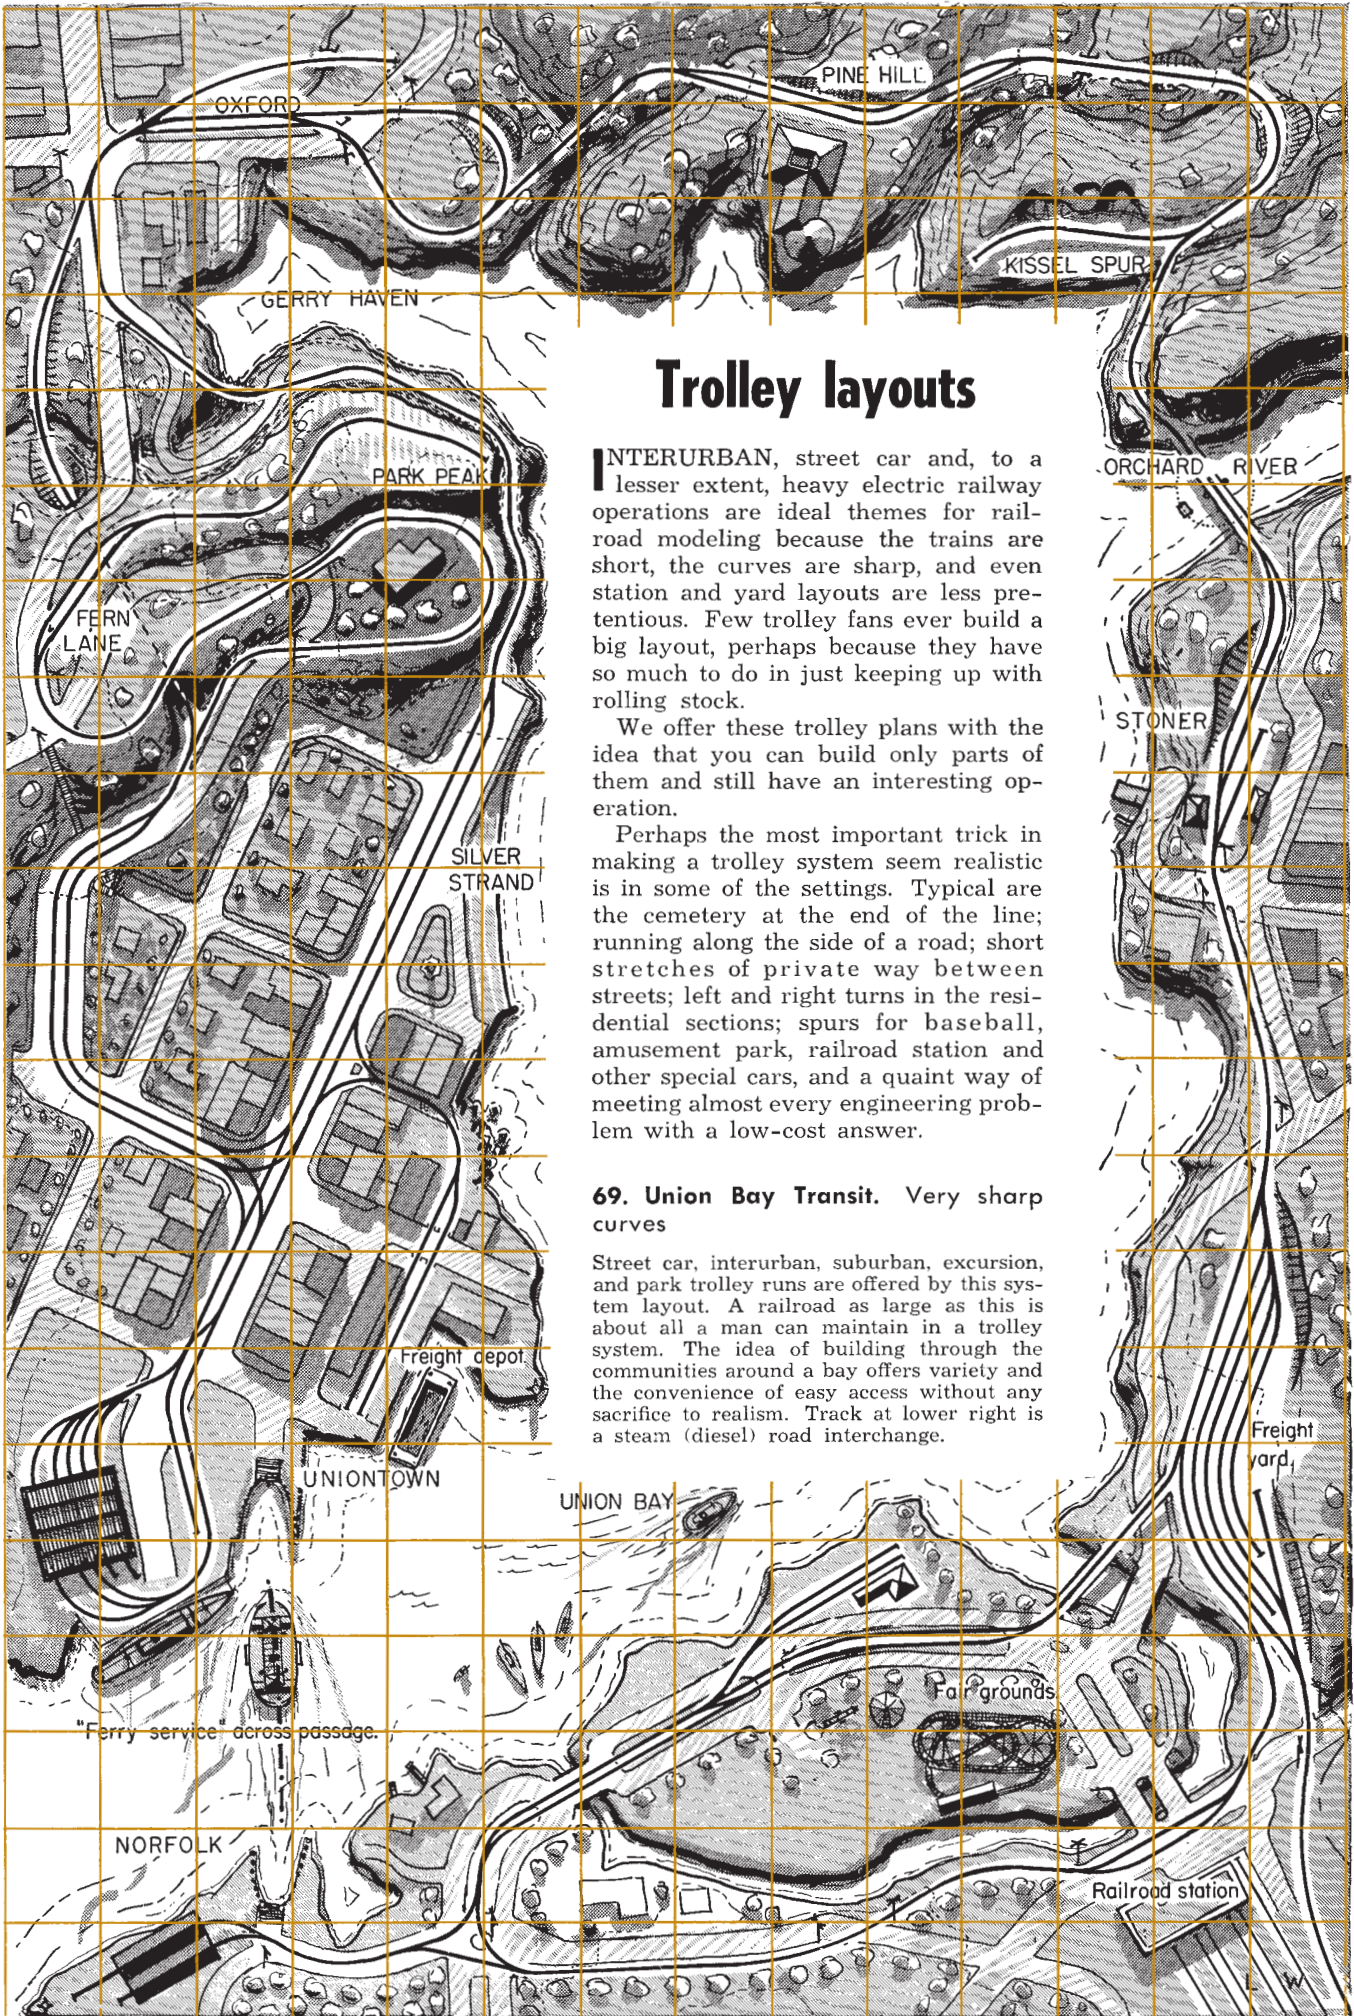 PINE HILL
OXFORD
KISSEL SPUR
GERRY HAVEN
Trolley layouts
INTERURBAN, street car and, to a
lesser extent, heavy electric railway
operations are ideal themes for rail-
road modeling because the trains are
short, the curves are sharp, and even
station and yard layouts are less pre-
tentious. Few trolley fans ever build a
big layout, perhaps because they have
so much to do in just keeping up with
rolling stock.
We offer these trolley plans with the
idea that you can build only parts of
them and still have an interesting op-
eration.
Perhaps the most important trick in
making a trolley system seem realistic
is in some of the settings. Typical are
the cemetery at the end of the line;
running along the side of a road; short
stretches of private way between
streets; left and right turns in the resi-
dential sections; spurs for baseball,
amusement park, railroad station and
other special cars, and a quaint way of
meeting almost every engineering prob-
lem with a low-cost answer.
69. Union Bay Transit. Very sharp
curves
Street car, interurban, suburban, excursion,
and park trolley runs are offered by this sys-
tem layout. A railroad as large as this is
about all a man can maintain in a trolley
system. The idea of building through the
communities around a bay offers variety and
the convenience of easy access without any
sacrifice to realism. Track at lower right is
a steam (diesel) road interchange.
PARK PEAK
ORCHARD RIVER
FERN
LANE
STONER
SILVER
STRAND
Freight depot
Freight
yard
UNIONTOWN
UNION BAY
Fair grounds
"Ferry service" across passage.
NORFOLK
Railroad station
L W